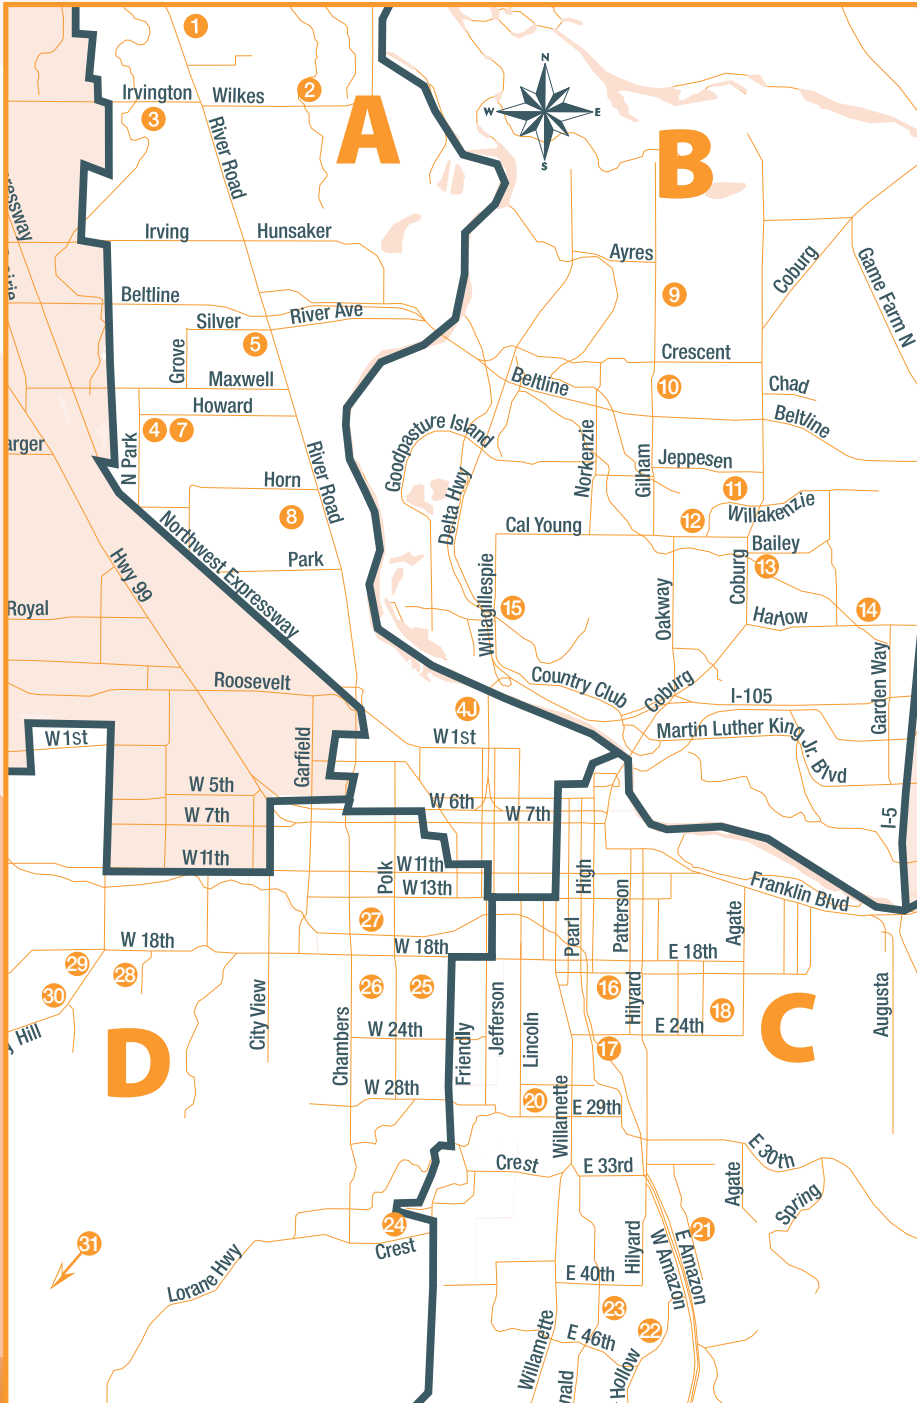 1
N
Irvington
Wilkes
2
A
W
E
3
River Road
B
S
ressway
Irving
Hunsaker
Ayres
Coburg
Game Farm N
9
Beltline
Silver
River Ave
5
Grove
Crescent
Maxwell
Beltline
10
Chad
Howard
Beltline
4
7
arger
N Park
Goodpasture Island
Norkenzie
Gilham
Jeppesen
River Road
Horn
Delta Hwy
11
8
12
Willakenzie
Cal Young
Northwest Expressway
Bailey
Hwy 99
Park
Coburg
13
Willagillespie
15
Oakway
Royal
Harlow
14
Roosevelt
Country Club
Coburg
I-105
Garden Way
4J
W 1st
W 1st
Garfield
Martin Luther King Jr. Blvd
W 5th
W 6th
W 7th
W 7th
I-5
W 11th
Polk
W 11th
High
W 13th
Franklin Blvd
Patterson
Agate
27
Pearl
W 18th
W 18th
E 18th
29
28
30
26
25
16
Hilyard
18
C
Augusta
City View
Chambers
Jefferson
Lincoln
W 24th
E 24th
y Hill
D
Friendly
17
W 28th
20
Willamette
E 29th
Crest
E 33rd
E 30th
Agate
Spring
24
Crest
21
31
Hilyard
W Amazon
E Amazon
Lorane Hwy
E 40th
23
22
E 46th
Willamette
nald
Hollow